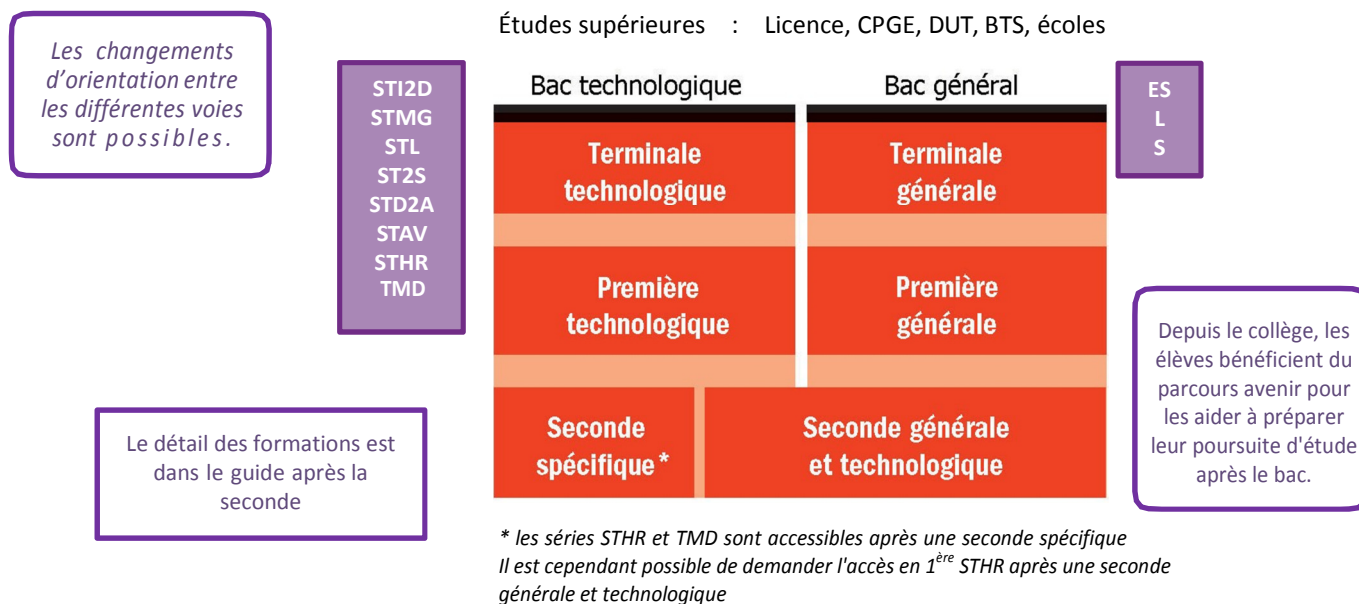 Études supérieures : Licence, CPGE, DUT, BTS, écoles
Les changements
d'orientation entre
les différentes voies
sont possibles.
STI2D
STMG
STL
ST2S
STD2A
STAV
STHR
TMD
Bac technologique
Bac général
ES
L
S
Terminale
technologique
Terminale
générale
Première
technologique
Première
générale
Depuis le collège, les
élèves bénéficient du
parcours avenir pour
les aider à préparer
leur poursuite d'étude
après le bac.
Seconde
spécifique*
Seconde générale
et technologique
Le détail des formations est
dans le guide après la
seconde
* les séries STHR et TMD sont accessibles après une seconde spécifique
Il est cependant possible de demander l'accès en 1ère STHR après une seconde
générale et technologique